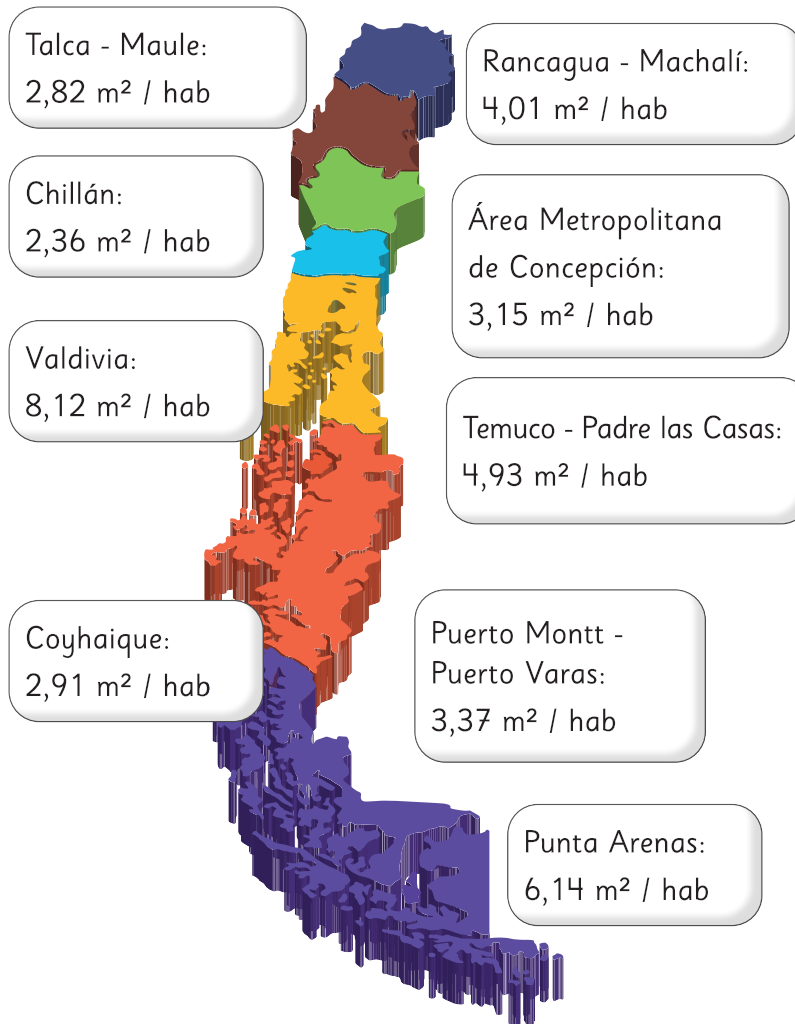 Talca - Maule:
2,82 m² / hab
Rancagua - Machalí:
4,01 m² / hab
Chillán:
2,36 m² / hab
Área Metropolitana
de Concepción:
3,15 m² / hab
Valdivia:
8,12 m² / hab
Temuco - Padre las Casas:
4,93 m² / hab
Coyhaique:
2,91 m² / hab
Puerto Montt -
Puerto Varas:
3,37 m² / hab
Punta Arenas:
6,14 m² / hab